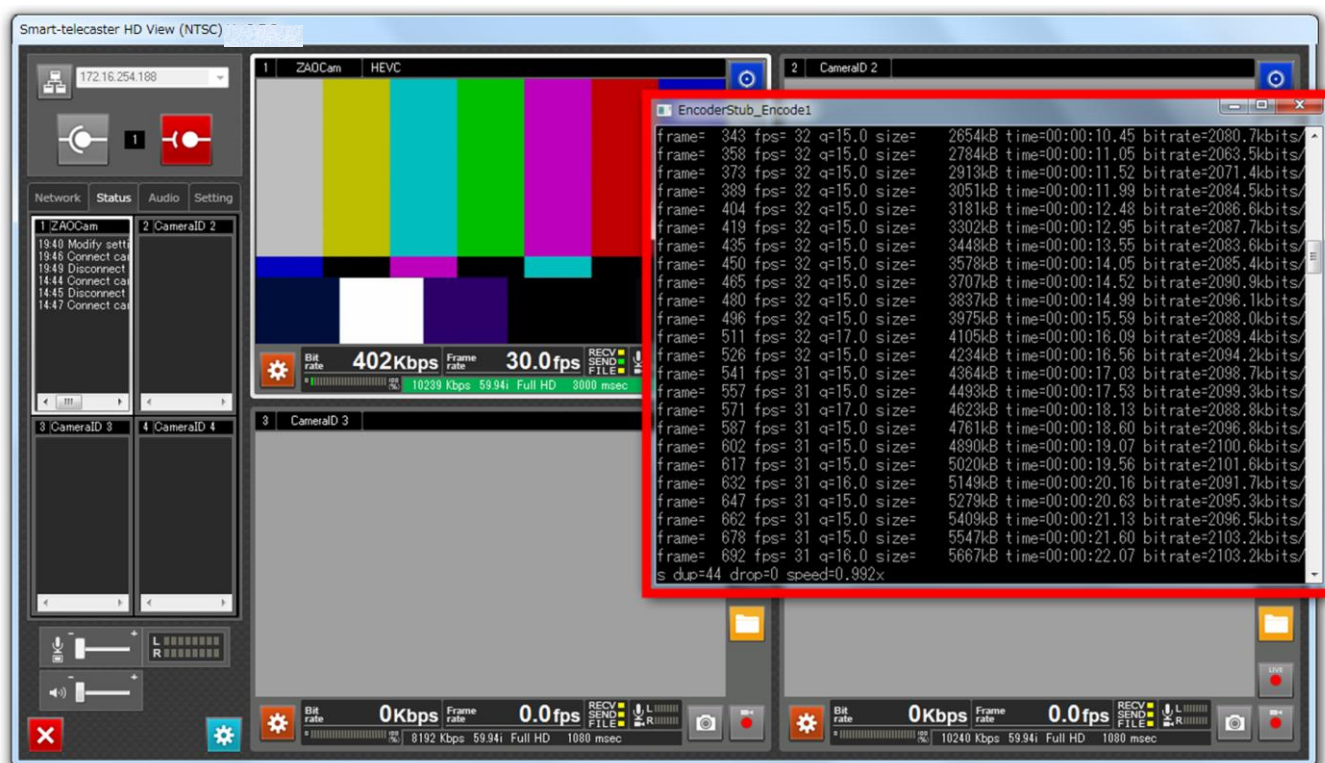 Smart-telecaster HD View (NTSC)
172.16.254.188
1
Network Status Audio Setting
1 ZAOCam
19:40 Modify setti
19:46 Connect cai
19:49 Disconnect
14:44 Connect cai
14:45 Disconnect
14:47 Connect cai
2 CameraID 2
3 CameraID 3
4 CameraID 4
L
R
1 ZAOCam HEVC
Bit rate 402Kbps Frame rate 30.0fps RECV SEND FILE
0 100 (%) 10239 Kbps 59.94i Full HD 3000 msec
2 CameraID 2
EncoderStub_Encode1
frame= 343 fps= 32 q=15.0 size= 2654kB time=00:00:10.45 bitrate=2080.7kbits/
frame= 358 fps= 32 q=15.0 size= 2784kB time=00:00:11.05 bitrate=2063.5kbits/
frame= 373 fps= 32 q=15.0 size= 2913kB time=00:00:11.52 bitrate=2071.4kbits/
frame= 389 fps= 32 q=15.0 size= 3051kB time=00:00:11.99 bitrate=2084.5kbits/
frame= 404 fps= 32 q=15.0 size= 3181kB time=00:00:12.48 bitrate=2086.6kbits/
frame= 419 fps= 32 q=15.0 size= 3302kB time=00:00:12.95 bitrate=2087.7kbits/
frame= 435 fps= 32 q=15.0 size= 3448kB time=00:00:13.55 bitrate=2083.6kbits/
frame= 450 fps= 32 q=15.0 size= 3578kB time=00:00:14.05 bitrate=2085.4kbits/
frame= 465 fps= 32 q=15.0 size= 3707kB time=00:00:14.52 bitrate=2090.9kbits/
frame= 480 fps= 32 q=15.0 size= 3837kB time=00:00:14.99 bitrate=2096.1kbits/
frame= 496 fps= 32 q=15.0 size= 3975kB time=00:00:15.59 bitrate=2088.0kbits/
frame= 511 fps= 32 q=17.0 size= 4105kB time=00:00:16.09 bitrate=2089.4kbits/
frame= 526 fps= 32 q=15.0 size= 4234kB time=00:00:16.56 bitrate=2094.2kbits/
frame= 541 fps= 31 q=15.0 size= 4364kB time=00:00:17.03 bitrate=2098.7kbits/
frame= 557 fps= 31 q=15.0 size= 4493kB time=00:00:17.53 bitrate=2099.3kbits/
frame= 571 fps= 31 q=17.0 size= 4623kB time=00:00:18.13 bitrate=2088.8kbits/
frame= 587 fps= 31 q=15.0 size= 4761kB time=00:00:18.60 bitrate=2096.8kbits/
frame= 602 fps= 31 q=15.0 size= 4890kB time=00:00:19.07 bitrate=2100.6kbits/
frame= 617 fps= 31 q=15.0 size= 5020kB time=00:00:19.56 bitrate=2101.6kbits/
frame= 632 fps= 31 q=16.0 size= 5149kB time=00:00:20.16 bitrate=2091.7kbits/
frame= 647 fps= 31 q=15.0 size= 5279kB time=00:00:20.63 bitrate=2095.3kbits/
frame= 662 fps= 31 q=15.0 size= 5409kB time=00:00:21.13 bitrate=2096.5kbits/
frame= 678 fps= 31 q=15.0 size= 5547kB time=00:00:21.60 bitrate=2103.2kbits/
frame= 692 fps= 31 q=16.0 size= 5667kB time=00:00:22.07 bitrate=2103.2kbits/
s dup=44 drop=0 speed=0.992x
3 CameraID 3
Bit rate 0Kbps Frame rate 0.0fps RECV SEND FILE L R
0 100 (%) 8192 Kbps 59.94i Full HD 1080 msec
LIVE
Bit rate 0Kbps Frame rate 0.0fps RECV SEND FILE L R
0 100 (%) 10240 Kbps 59.94i Full HD 1080 msec